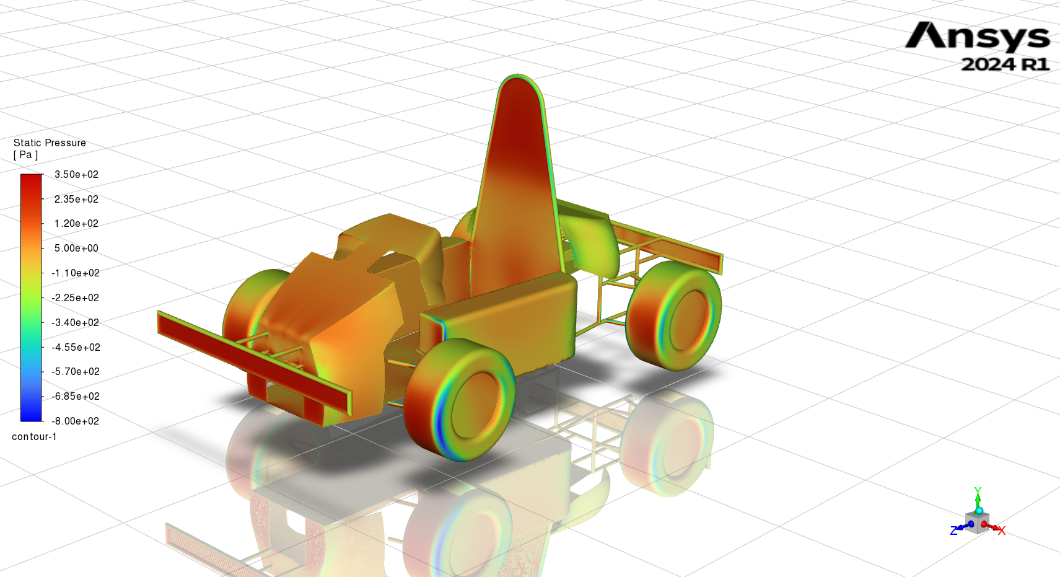 Ansys
2024 R1
Static Pressure
[ Pa ]
3.50e+02
2.35e+02
1.20e+02
5.00e+00
-1.10e+02
-2.25e+02
-3.40e+02
-4.55e+02
-5.70e+02
-6.85e+02
-8.00e+02
contour-1
Y
Z
X